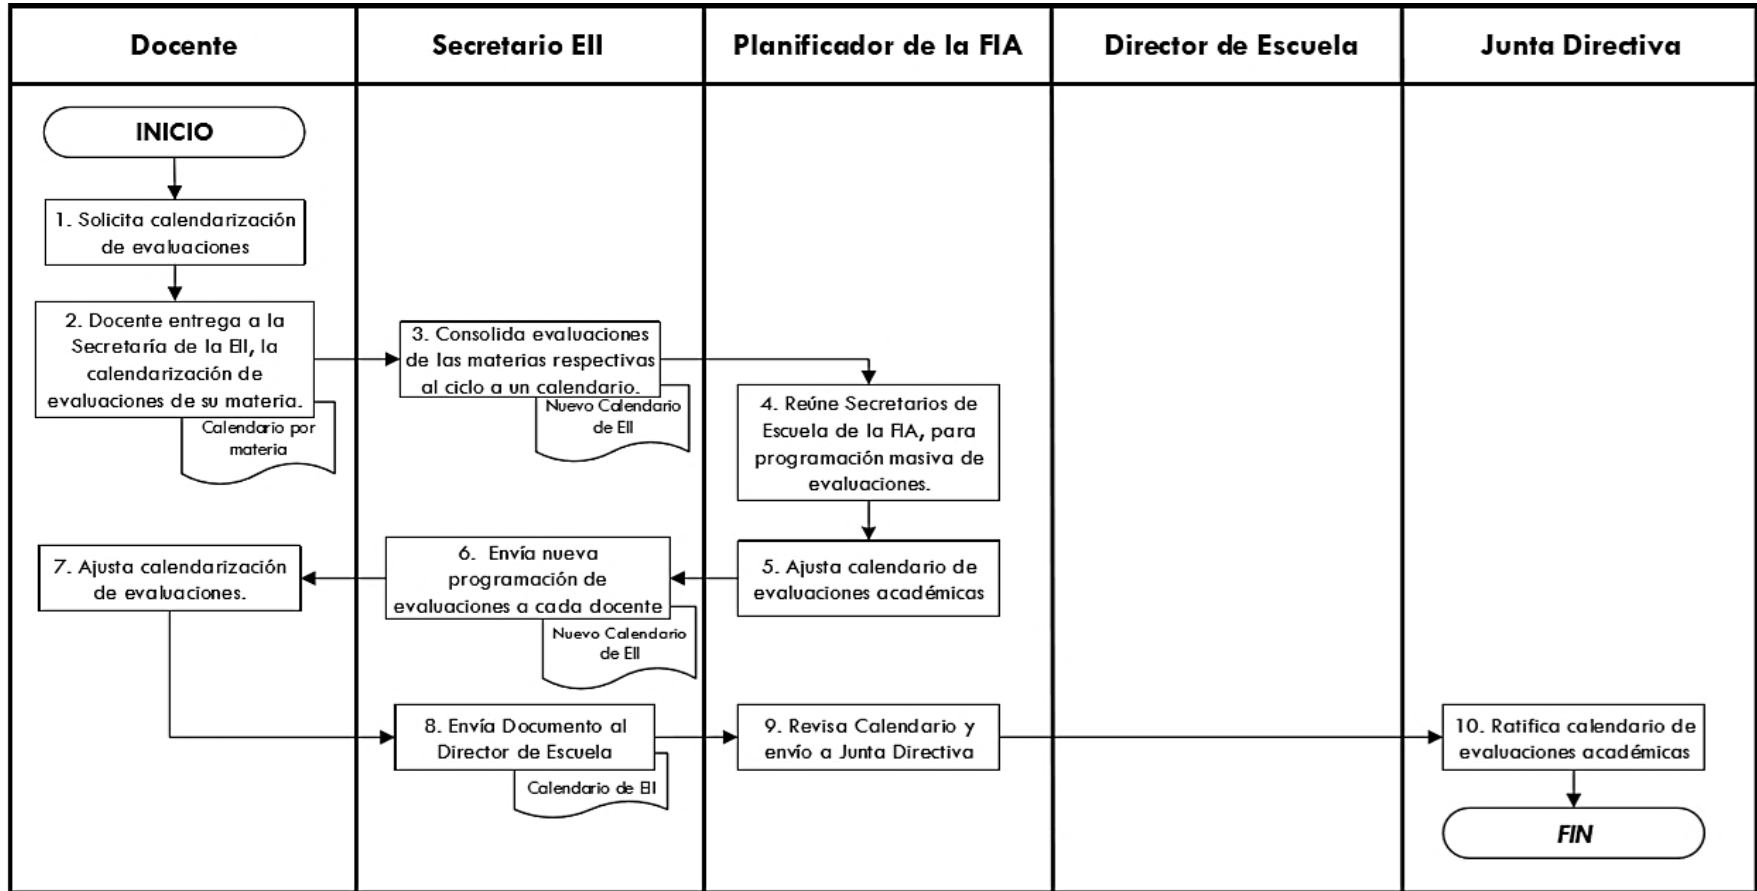 Docente
Secretario EII
Planificador de la FIA
Director de Escuela
Junta Directiva
INICIO
1. Solicita calendarización
de evaluaciones
2. Docente entrega a la
Secretaría de la EII, la
calendarización de
evaluaciones de su materia.
Calendario por
materia
3. Consolida evaluaciones
de las materias respectivas
al ciclo a un calendario.
Nuevo Calendario
de EII
4. Reúne Secretarios de
Escuela de la FIA, para
programación masiva de
evaluaciones.
5. Ajusta calendario de
evaluaciones académicas
6. Envía nueva
programación de
evaluaciones a cada docente
Nuevo Calendario
de EII
7. Ajusta calendarización
de evaluaciones.
8. Envía Documento al
Director de Escuela
Calendario de EII
9. Revisa Calendario y
envío a Junta Directiva
10. Ratifica calendario de
evaluaciones académicas
FIN